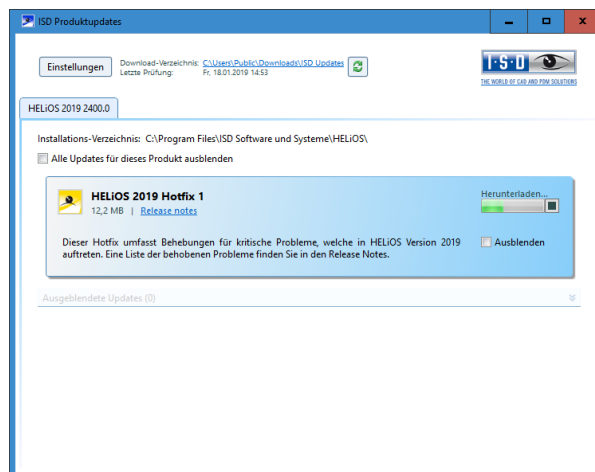 ISD Produktupdates
Einstellungen
Download-Verzeichnis: C:\Users\Public\Downloads\ISD Updates
Letzte Prüfung: Fr, 18.01.2019 14:53
I·S·D
THE WORLD OF CAD AND PDM SOLUTIONS
HELiOS 2019 2400.0
Installations-Verzeichnis: C:\Program Files\ISD Software und Systeme\HELiOS\
Alle Updates für dieses Produkt ausblenden
HELiOS 2019 Hotfix 1
12,2 MB | Release notes
Herunterladen...
Dieser Hotfix umfasst Behebungen für kritische Probleme, welche in HELiOS Version 2019
auftreten. Eine Liste der behobenen Probleme finden Sie in den Release Notes.
Ausblenden
Ausgeblendete Updates (0)